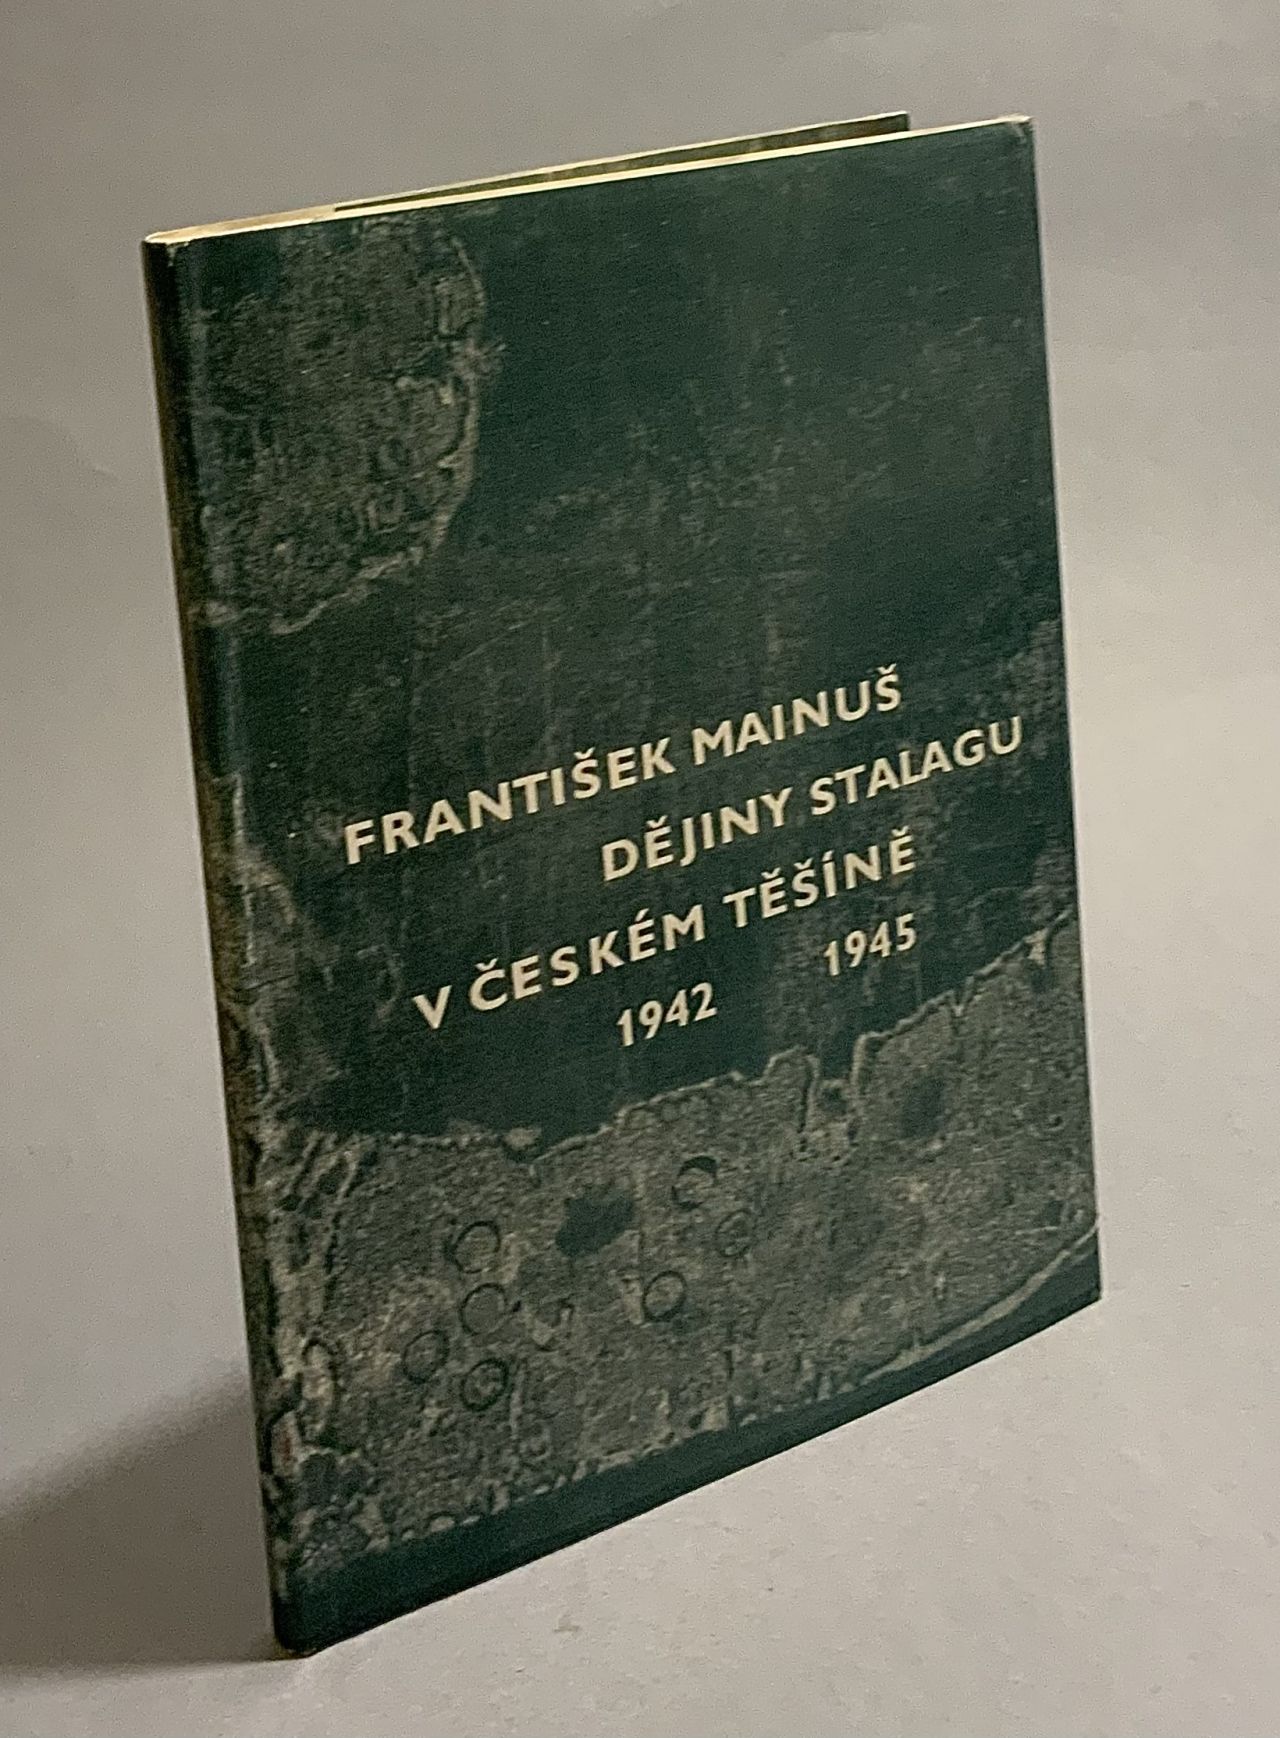 FRANTIŠEK MAINUŠ
DĚJINY STALAGU
V ČESKÉM TĚŠÍNĚ
1942 1945